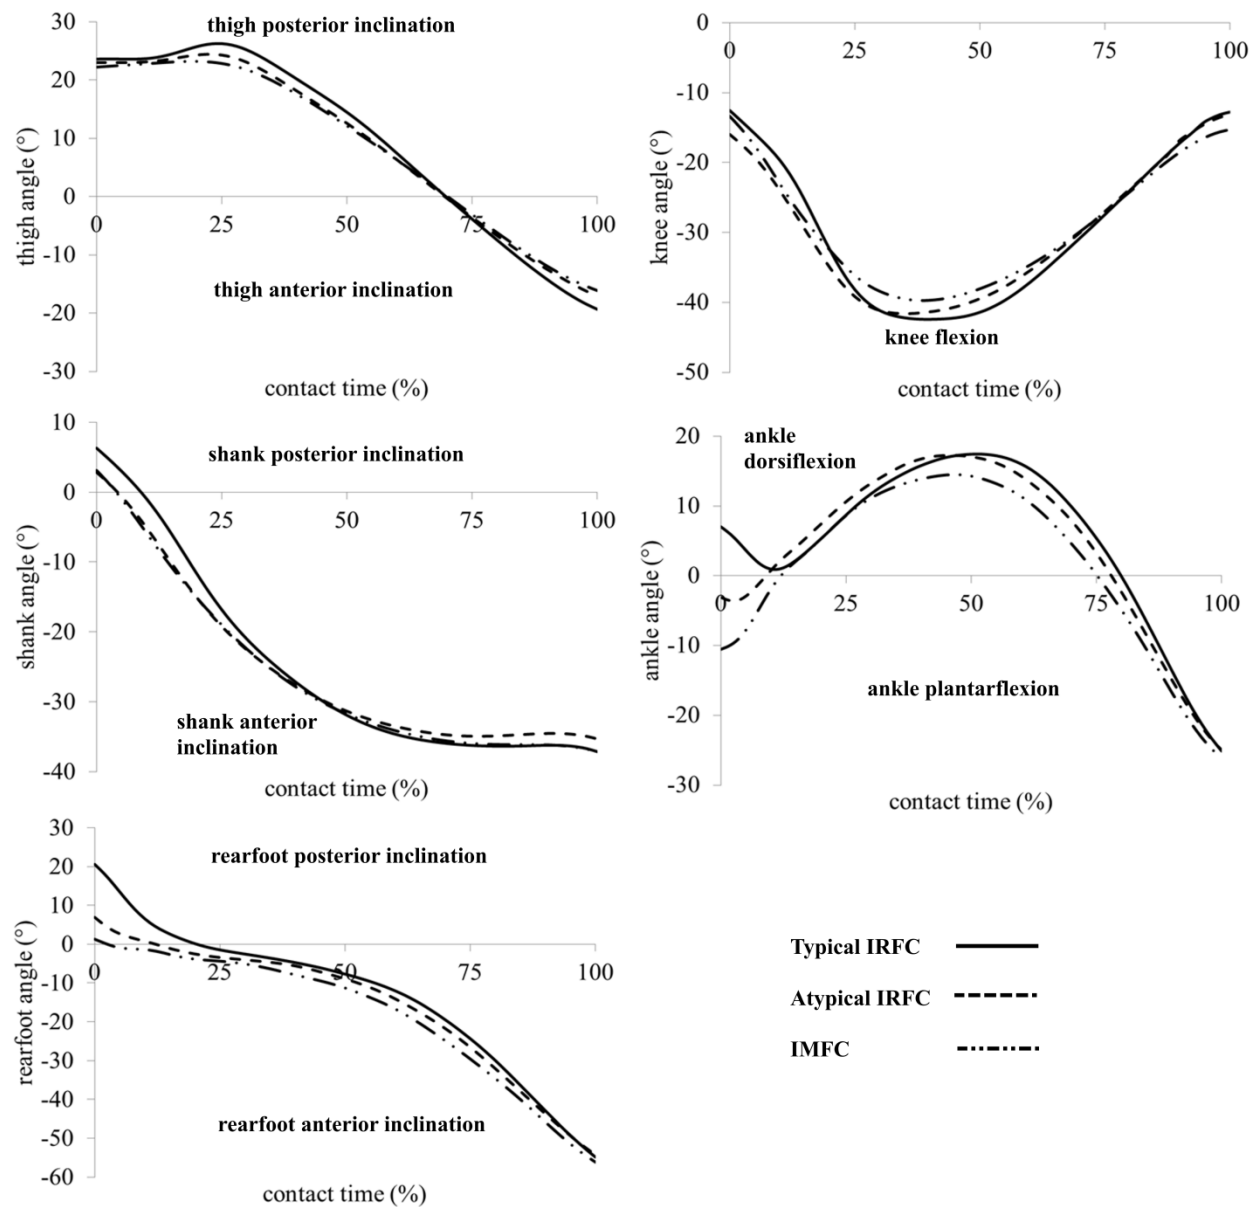 thigh posterior inclination
30
20
10
0
-10
-20
-30
0
25
50
75
100
thigh angle (°)
thigh anterior inclination
contact time (%)
0
-10
-20
-30
-40
-50
0
25
50
75
100
knee angle (°)
knee flexion
contact time (%)
10
0
-10
-20
-30
-40
0
25
50
75
100
shank angle (°)
shank posterior inclination
shank anterior
inclination
contact time (%)
20
10
0
-10
-20
-30
0
25
50
75
100
ankle angle (°)
ankle
dorsiflexion
ankle plantarflexion
contact time (%)
30
20
10
0
-10
-20
-30
-40
-50
-60
0
25
50
75
100
rearfoot angle (°)
rearfoot posterior inclination
rearfoot anterior inclination
contact time (%)
Typical IRFC
Atypical IRFC
IMFC